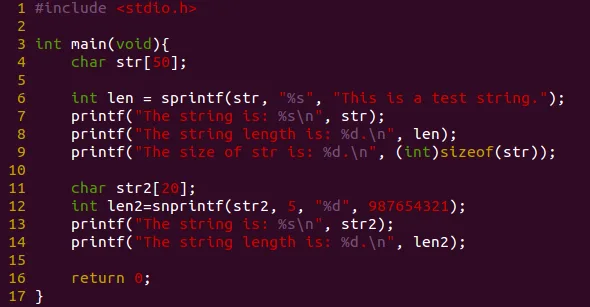 1 #include <stdio.h>
2
3 int main(void){
4     char str[50];
5
6     int len = sprintf(str, "%s", "This is a test string.");
7     printf("The string is: %s\n", str);
8     printf("The string length is: %d.\n", len);
9     printf("The size of str is: %d.\n", (int)sizeof(str));
10
11     char str2[20];
12     int len2=snprintf(str2, 5, "%d", 987654321);
13     printf("The string is: %s\n", str2);
14     printf("The string length is: %d.\n", len2);
15
16     return 0;
17 }